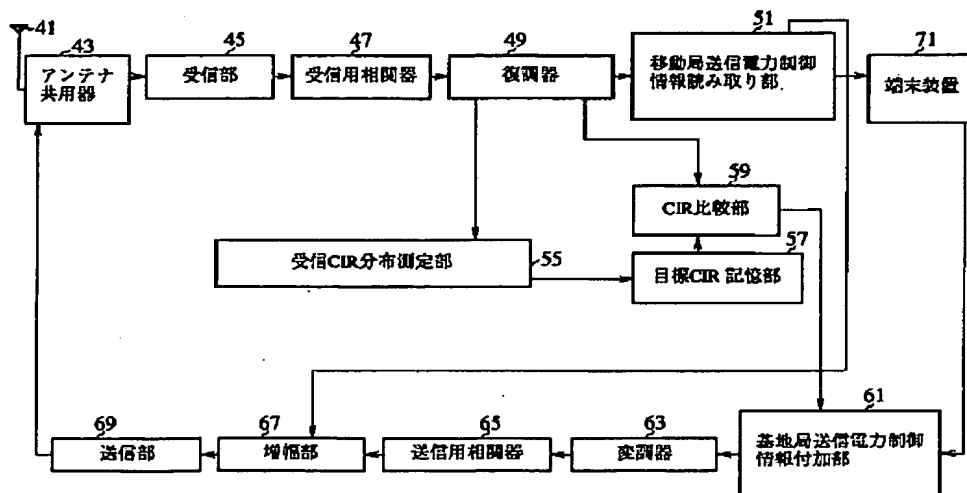 41
43
アンテナ
共用器
45
受信部
47
受信用相関器
49
復調器
51
移動局送信電力制御
情報読み取り部
71
端末装置
59
CIR比較部
受信CIR分布測定部
55
57
目標CIR 記憶部
61
基地局送信電力制御
情報付加部
63
変調器
65
送信用相関器
67
増幅部
69
送信部